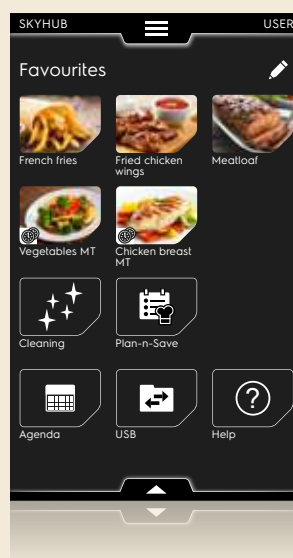 SKYHUB USER
Favourites
French fries Fried chicken Meatloaf
wings
Vegetables MT Chicken breast
MT
Cleaning Plan-n-Save
Agenda USB Help
?